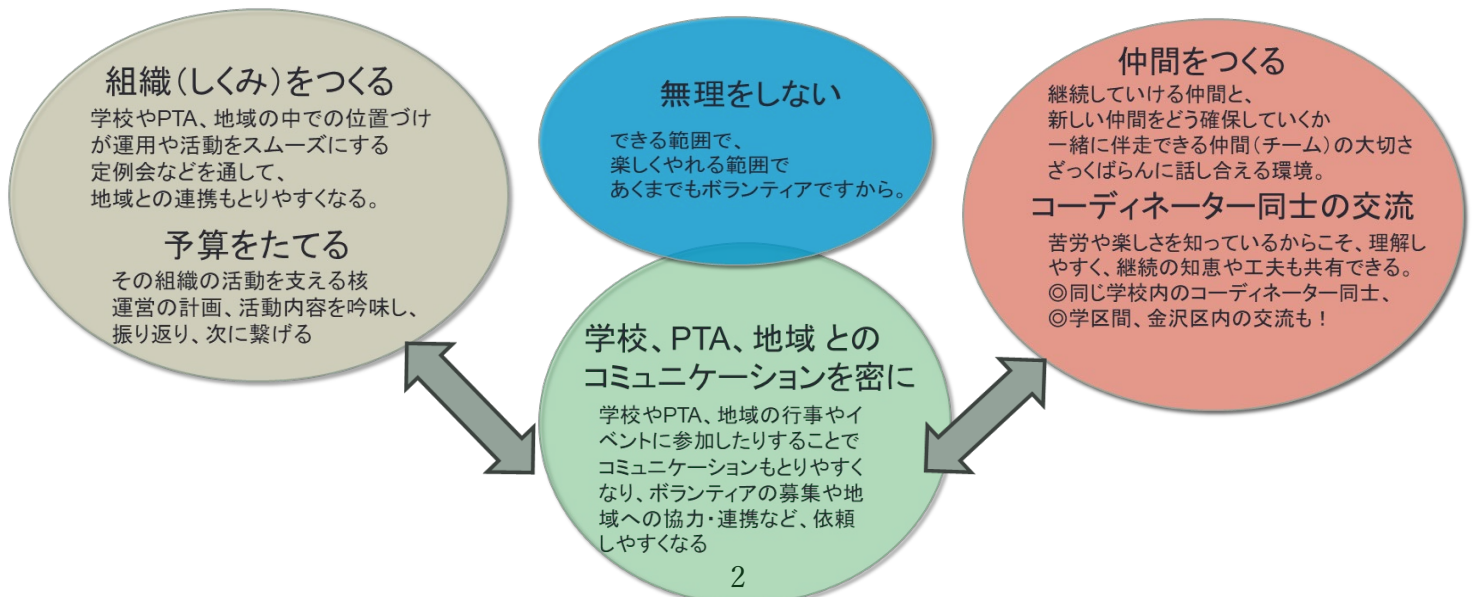 組織(しくみ)をつくる
学校やPTA、地域の中での位置づけ
が運用や活動をスムーズにする
定例会などを通して、
地域との連携もとりやすくなる。
予算をたてる
その組織の活動を支える核
運営の計画、活動内容を吟味し、
振り返り、次に繋げる
無理をしない
できる範囲で、
楽しくやれる範囲で
あくまでもボランティアですから。
学校、PTA、地域 との
コミュニケーションを密に
学校やPTA、地域の行事やイ
ベントに参加したりすることで
コミュニケーションもとりやすく
なり、ボランティアの募集や地
域への協力・連携など、依頼
しやすくなる
仲間をつくる
継続していける仲間と、
新しい仲間をどう確保していくか
一緒に伴走できる仲間(チーム)の大切さ
ざっくばらんに話し合える環境。
コーディネーター同士の交流
苦労や楽しさを知っているからこそ、理解し
やすく、継続の知恵や工夫も共有できる。
◎同じ学校内のコーディネーター同士、
◎学区間、金沢区内の交流も!
2